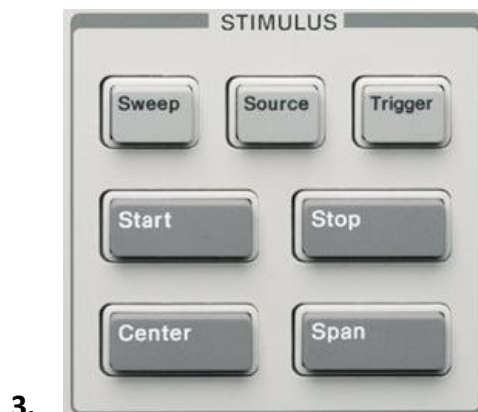 STIMULUS
Sweep Source Trigger
Start Stop
Center Span
3.